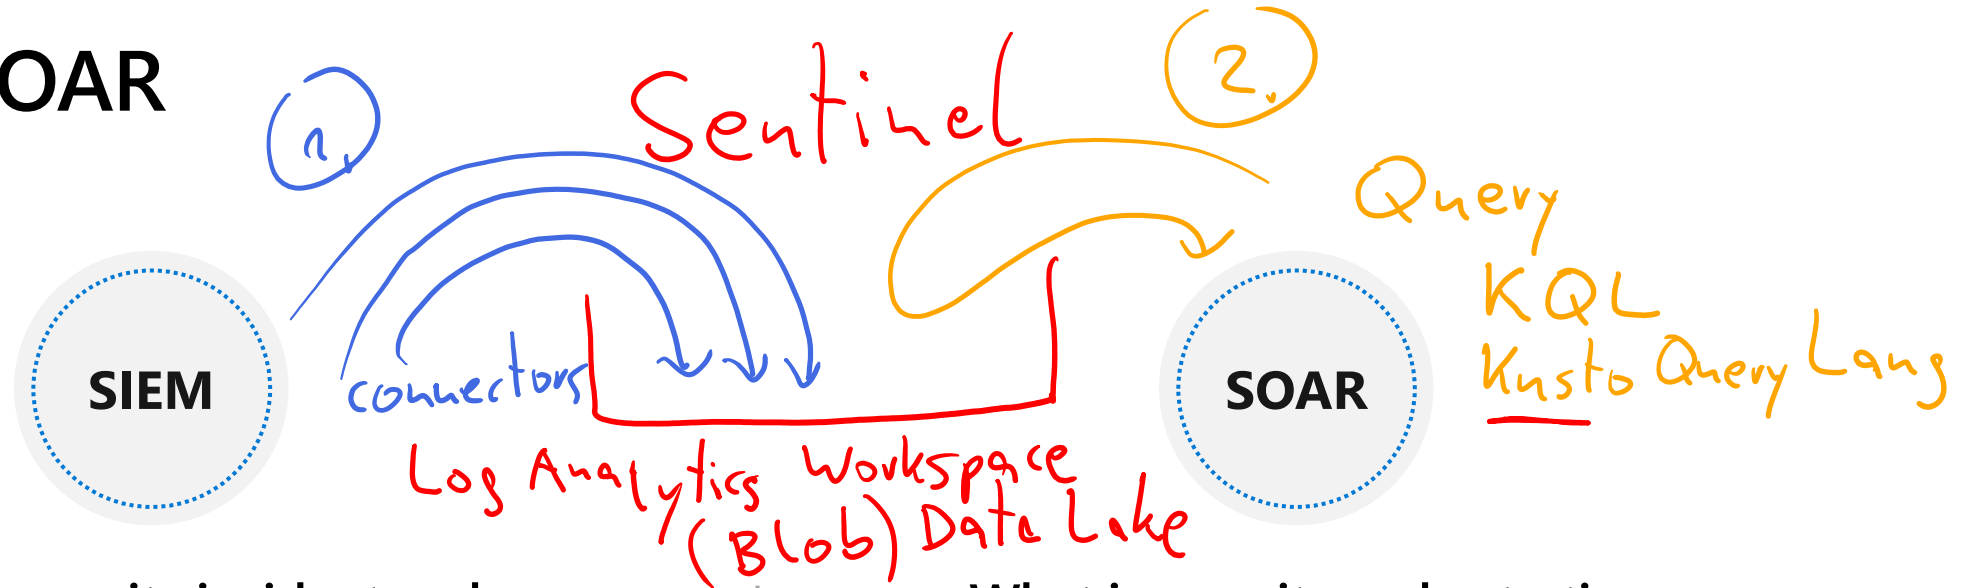 OAR
1.
Sentinel
2.
Query
KQL
Kusto Query Lang
SIEM
connectors
SOAR
Log Analytics Workspace
(Blob) Data Lake